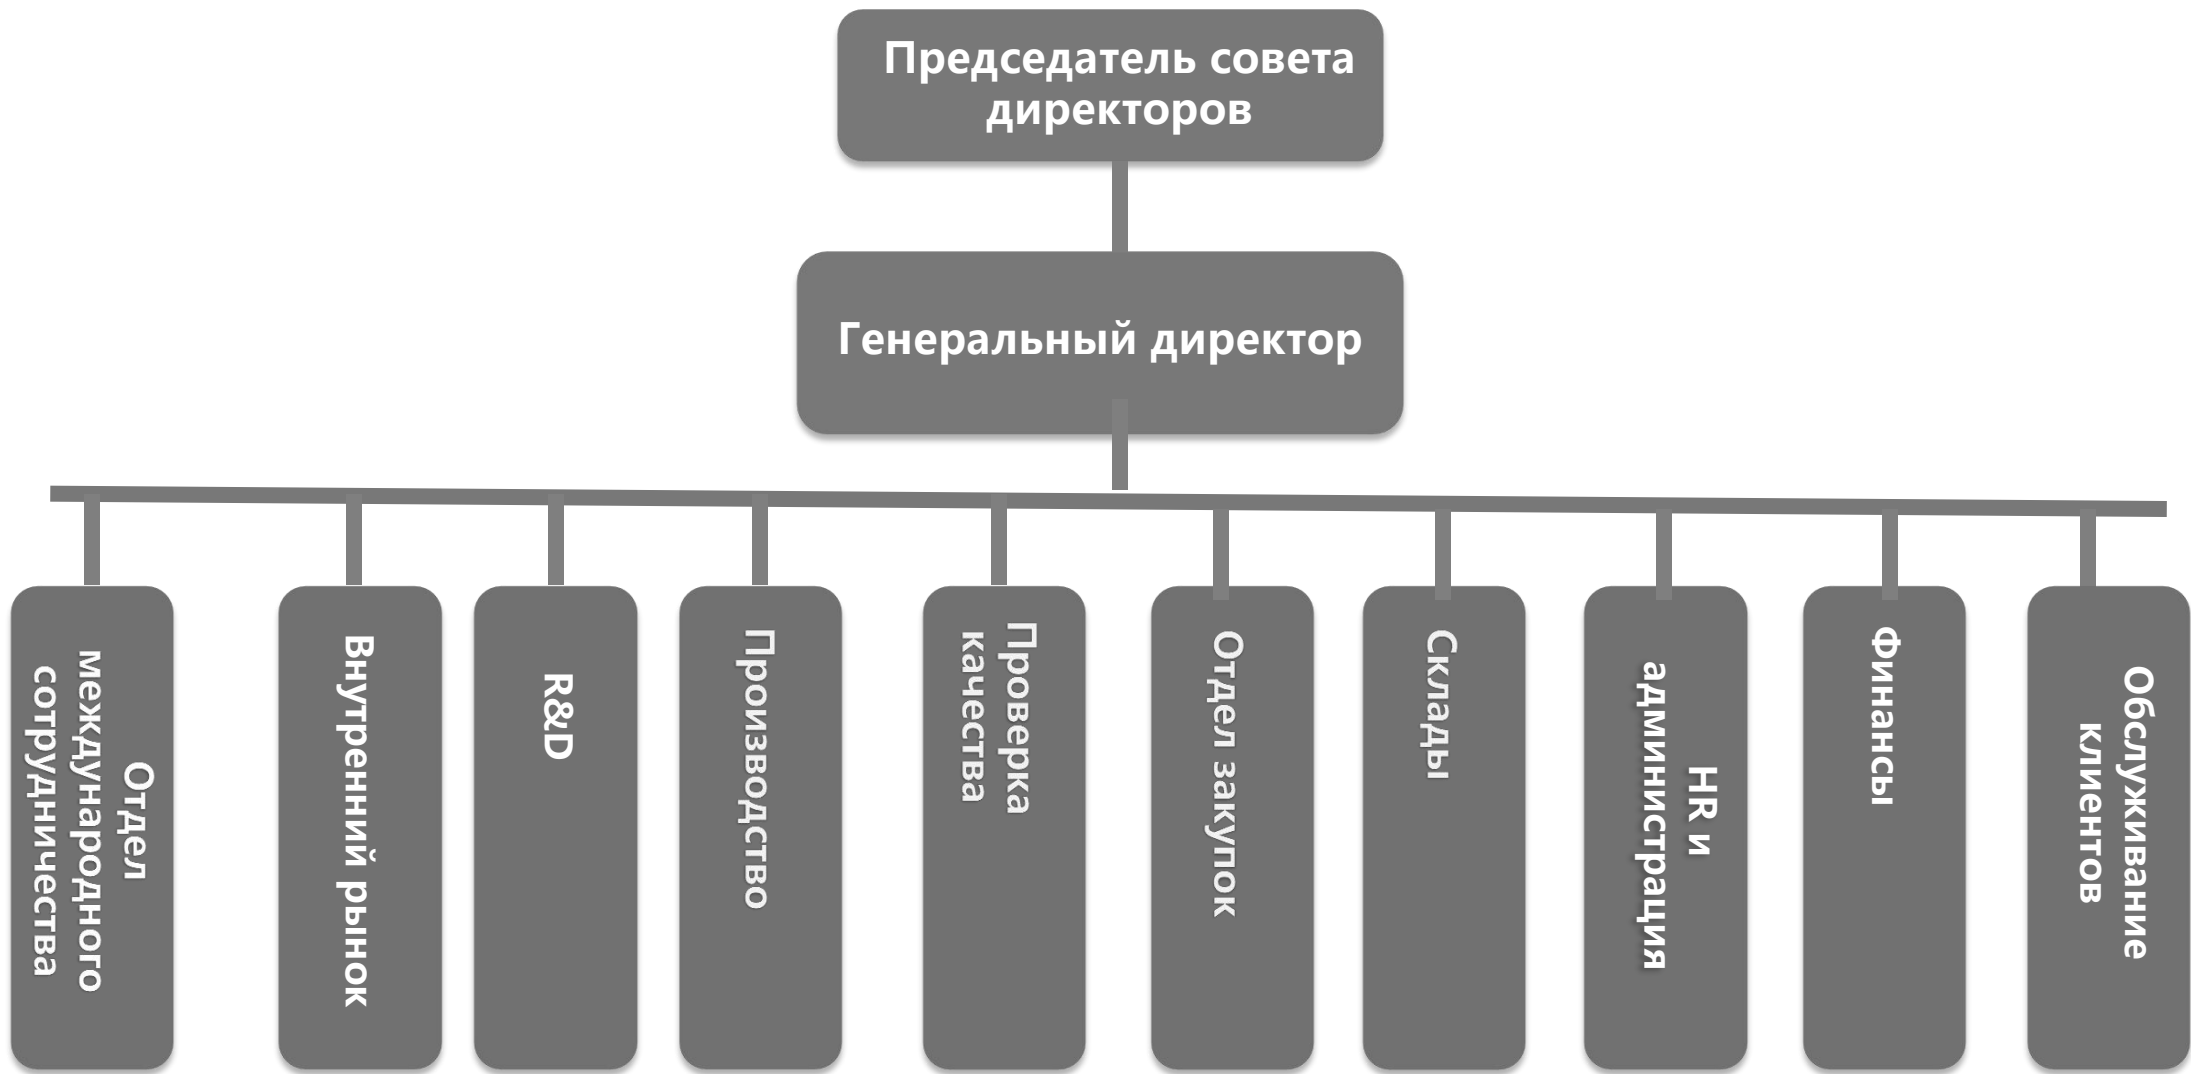 Председатель совета
директоров
Генеральный директор
Отдел
международного
сотрудничества
Внутренний рынок
R&D
Производство
Проверка
качества
Отдел закупок
Склады
HR и
администрация
Финансы
Обслуживание
клиентов